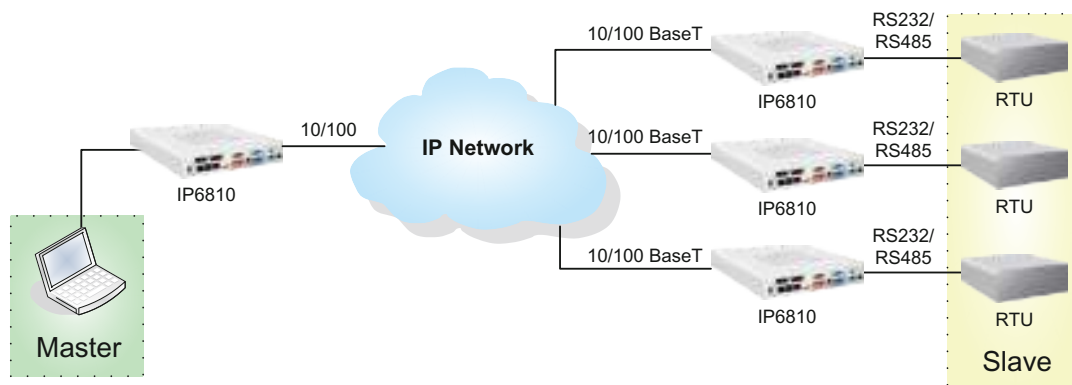 10/100 BaseT
RS232/
RS485
IP6810
RTU
10/100
IP Network
IP6810
10/100 BaseT
RS232/
RS485
IP6810
RTU
10/100 BaseT
RS232/
RS485
IP6810
RTU
Master
Slave